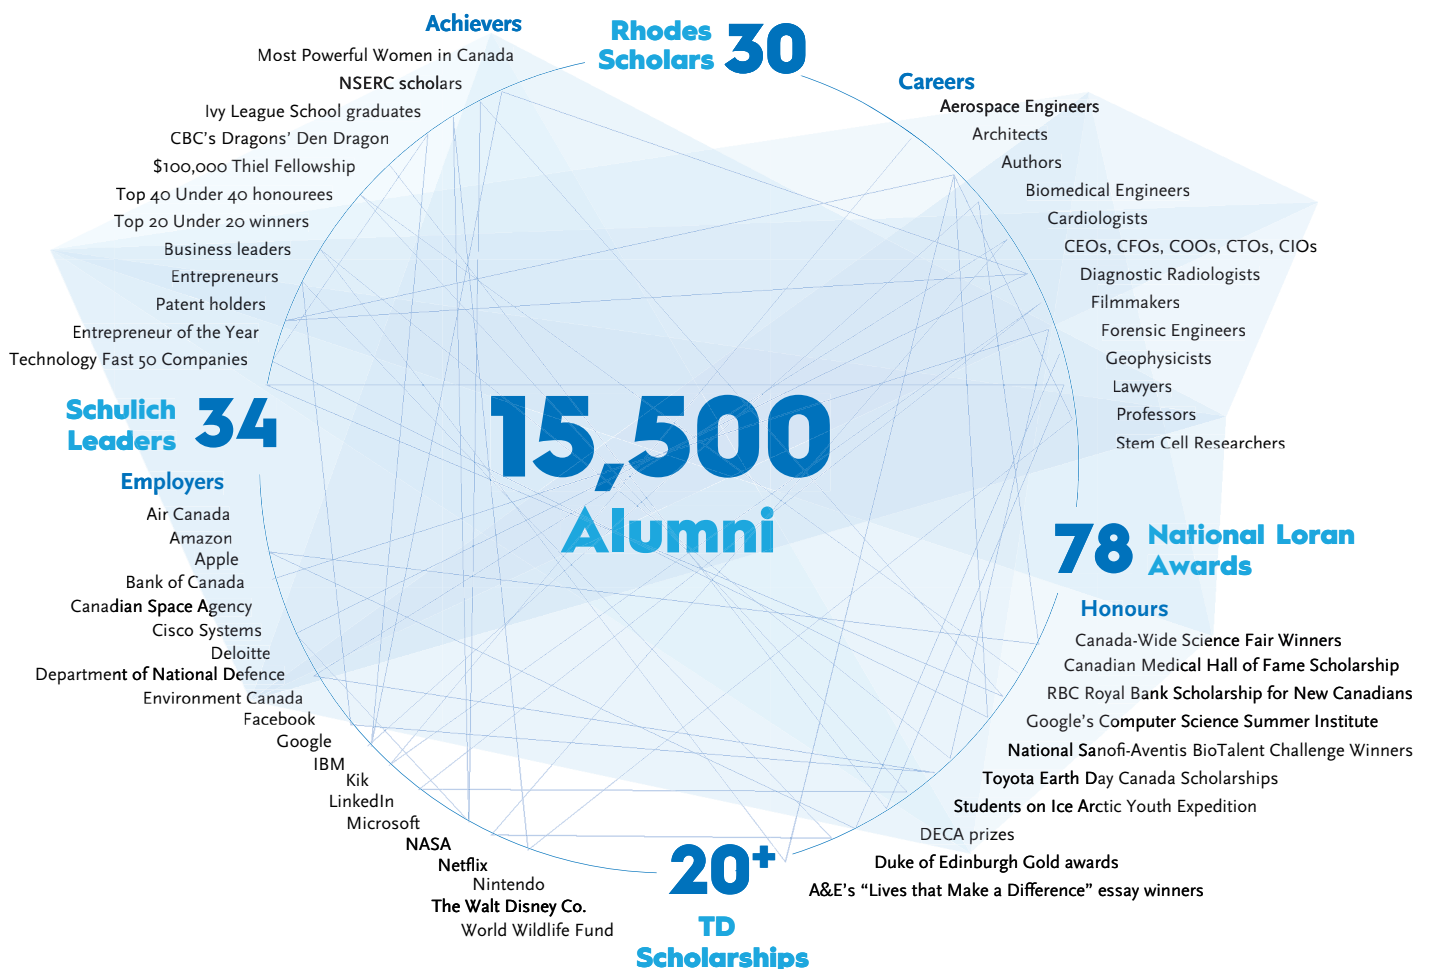 Achievers
Most Powerful Women in Canada
NSERC scholars
Ivy League School graduates
CBC's Dragons' Den Dragon
$100,000 Thiel Fellowship
Top 40 Under 40 honourees
Top 20 Under 20 winners
Business leaders
Entrepreneurs
Patent holders
Entrepreneur of the Year
Technology Fast 50 Companies
Rhodes
Scholars 30
Careers
Aerospace Engineers
Architects
Authors
Biomedical Engineers
Cardiologists
CEOs, CFOs, COOs, CTOs, CIOs
Diagnostic Radiologists
Filmmakers
Forensic Engineers
Geophysicists
Lawyers
Professors
Stem Cell Researchers
15,500
Alumni
Schulich
Leaders 34
Employers
Air Canada
Amazon
Apple
Bank of Canada
Canadian Space Agency
Cisco Systems
Deloitte
Department of National Defence
Environment Canada
Facebook
Google
IBM
Kik
LinkedIn
Microsoft
NASA
Netflix
Nintendo
The Walt Disney Co.
World Wildlife Fund
78 National Loran
Awards
Honours
Canada-Wide Science Fair Winners
Canadian Medical Hall of Fame Scholarship
RBC Royal Bank Scholarship for New Canadians
Google's Computer Science Summer Institute
National Sanofi-Aventis BioTalent Challenge Winners
Toyota Earth Day Canada Scholarships
Students on Ice Arctic Youth Expedition
DECA prizes
Duke of Edinburgh Gold awards
A&E's “Lives that Make a Difference” essay winners
20+
TD
Scholarships